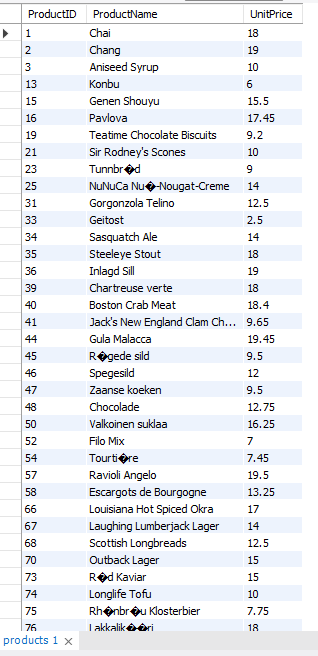 ProductID ProductName UnitPrice
1 Chai 18
2 Chang 19
3 Aniseed Syrup 10
13 Konbu 6
15 Genen Shouyu 15.5
16 Pavlova 17.45
19 Teatime Chocolate Biscuits 9.2
21 Sir Rodney's Scones 10
23 Tunnbr�d 9
25 NuNuCa Nu�-Nougat-Creme 14
31 Gorgonzola Telino 12.5
33 Geitost 2.5
34 Sasquatch Ale 14
35 Steeleye Stout 18
36 Inlagd Sill 19
39 Chartreuse verte 18
40 Boston Crab Meat 18.4
41 Jack's New England Clam Ch... 9.65
44 Gula Malacca 19.45
45 R�gede sild 9.5
46 Spegesild 12
47 Zaanse koeken 9.5
48 Chocolade 12.75
50 Valkoinen suklaa 16.25
52 Filo Mix 7
54 Tourti�re 7.45
57 Ravioli Angelo 19.5
58 Escargots de Bourgogne 13.25
66 Louisiana Hot Spiced Okra 17
67 Laughing Lumberjack Lager 14
68 Scottish Longbreads 12.5
70 Outback Lager 15
73 R�d Kaviar 15
74 Longlife Tofu 10
75 Rh�nbr�u Klosterbier 7.75
76 Lakkalik��ri 18
products 1